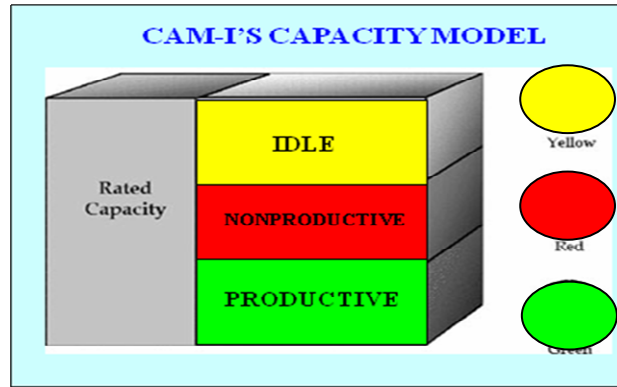 CAM-I'S CAPACITY MODEL
IDLE
Yellow
Rated
Capacity
NONPRODUCTIVE
Red
PRODUCTIVE
Green